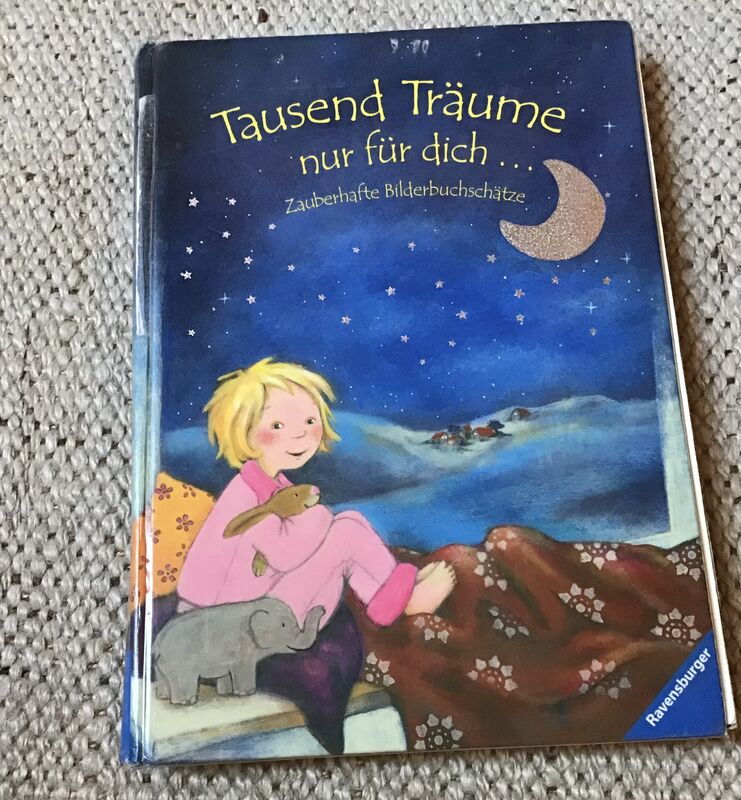 Tausend Träume
nur für dich ...
Zauberhafte Bilderbuchschätze
Ravensburger